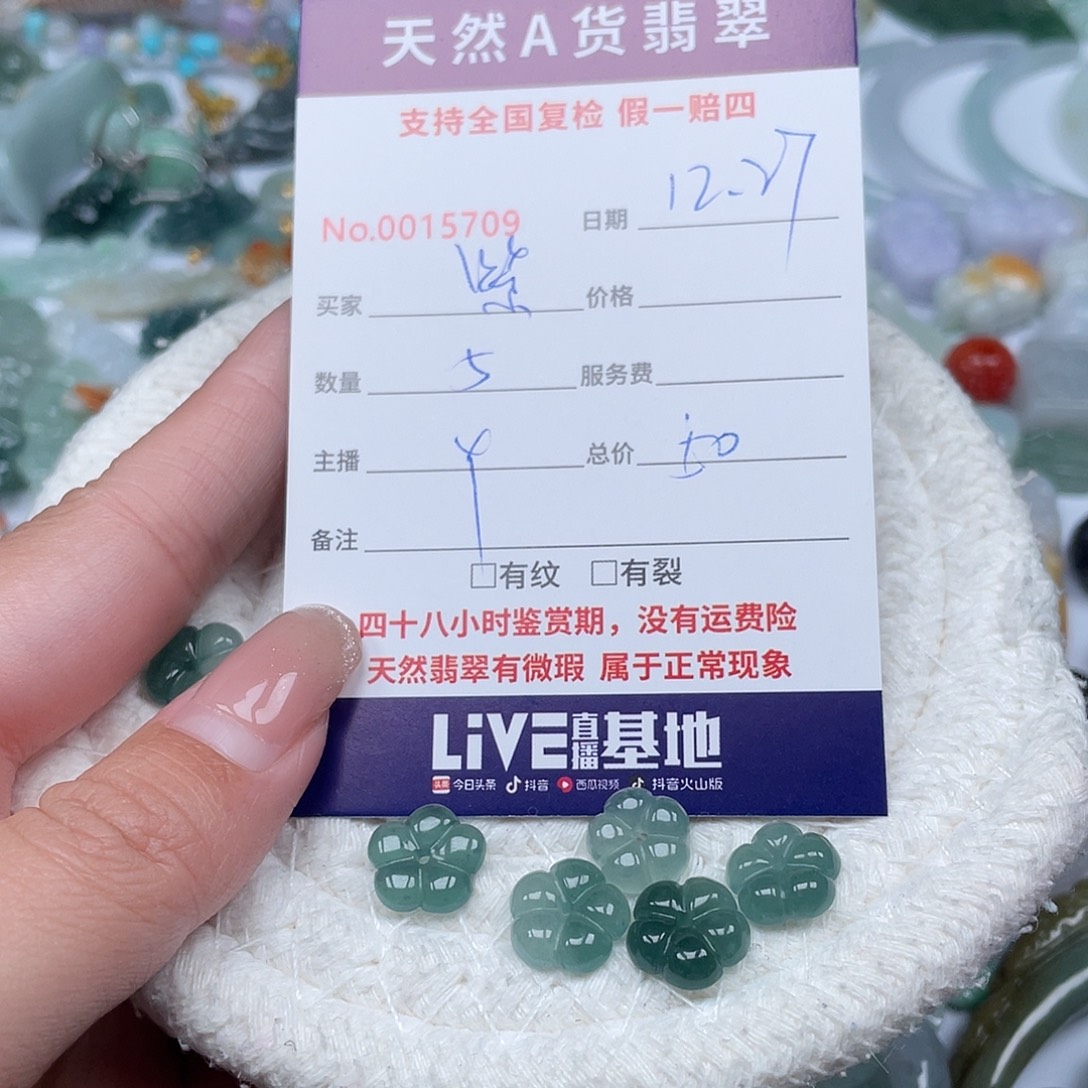 天然A货翡翠
支持全国复检 假一赔四
No.0015709 日期 12-27
买家 紫 价格
数量 5 服务费
主播 总价 50
备注
□有纹 □有裂
四十八小时鉴赏期，没有运费险
天然翡翠有微瑕 属于正常现象
LiVE直播基地
头条 今日头条 抖音 西瓜视频 抖音火山版